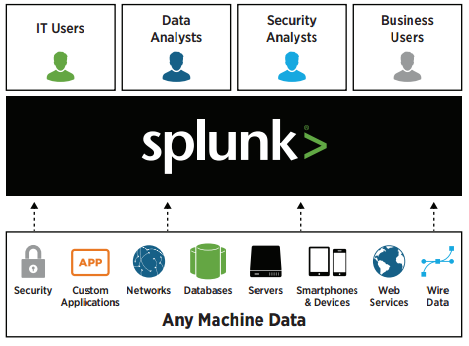 IT Users
Data
Analysts
Security
Analysts
Business
Users
splunk>®
APP
Security
Custom
Applications
Networks
Databases
Servers
Smartphones
& Devices
Web
Services
Wire
Data
Any Machine Data